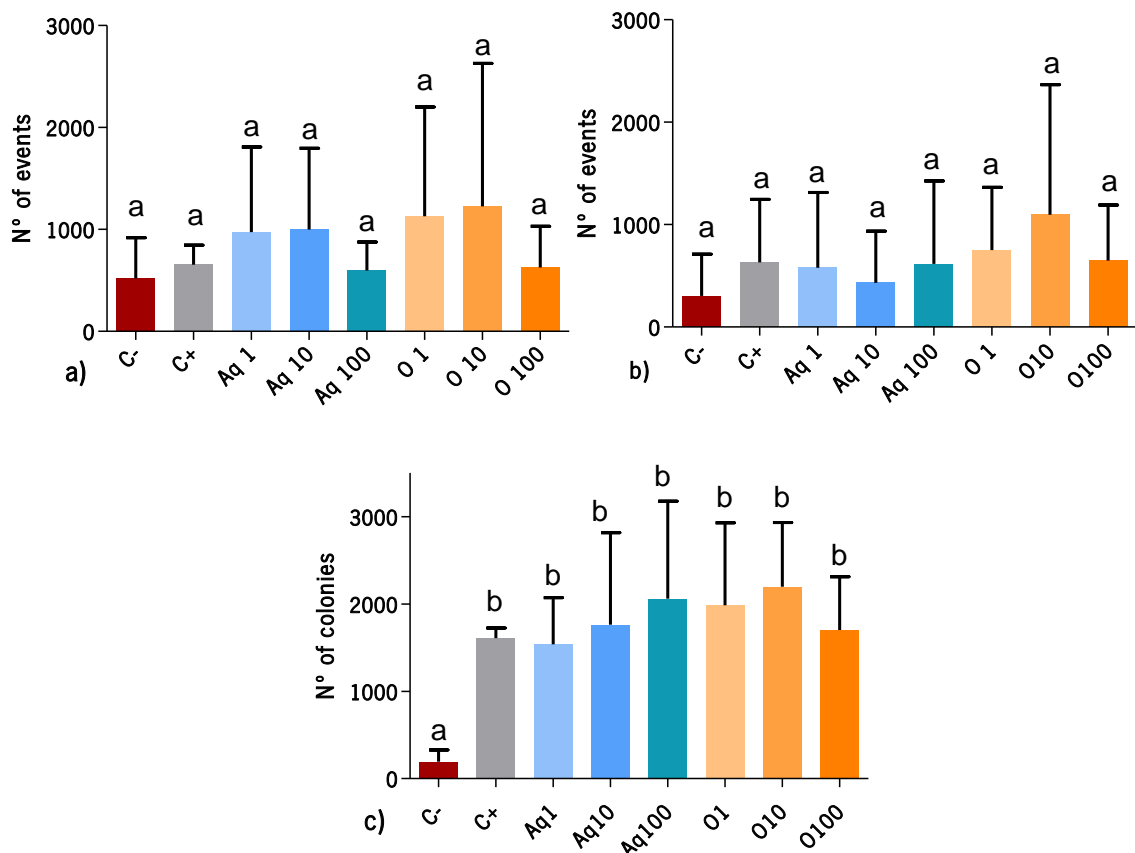 3000
2000
1000
0
N° of events
a a a a a a a a
C- C+ Aq 1 Aq 10 Aq 100 O 1 O 10 O 100
a)
3000
2000
1000
0
N° of events
a a a a a a a a
C- C+ Aq 1 Aq 10 Aq 100 O 1 O10 O100
b)
3000
2000
1000
0
N° of colonies
a b b b b b b b
C- C+ Aq1 Aq10 Aq100 O1 O10 O100
c)